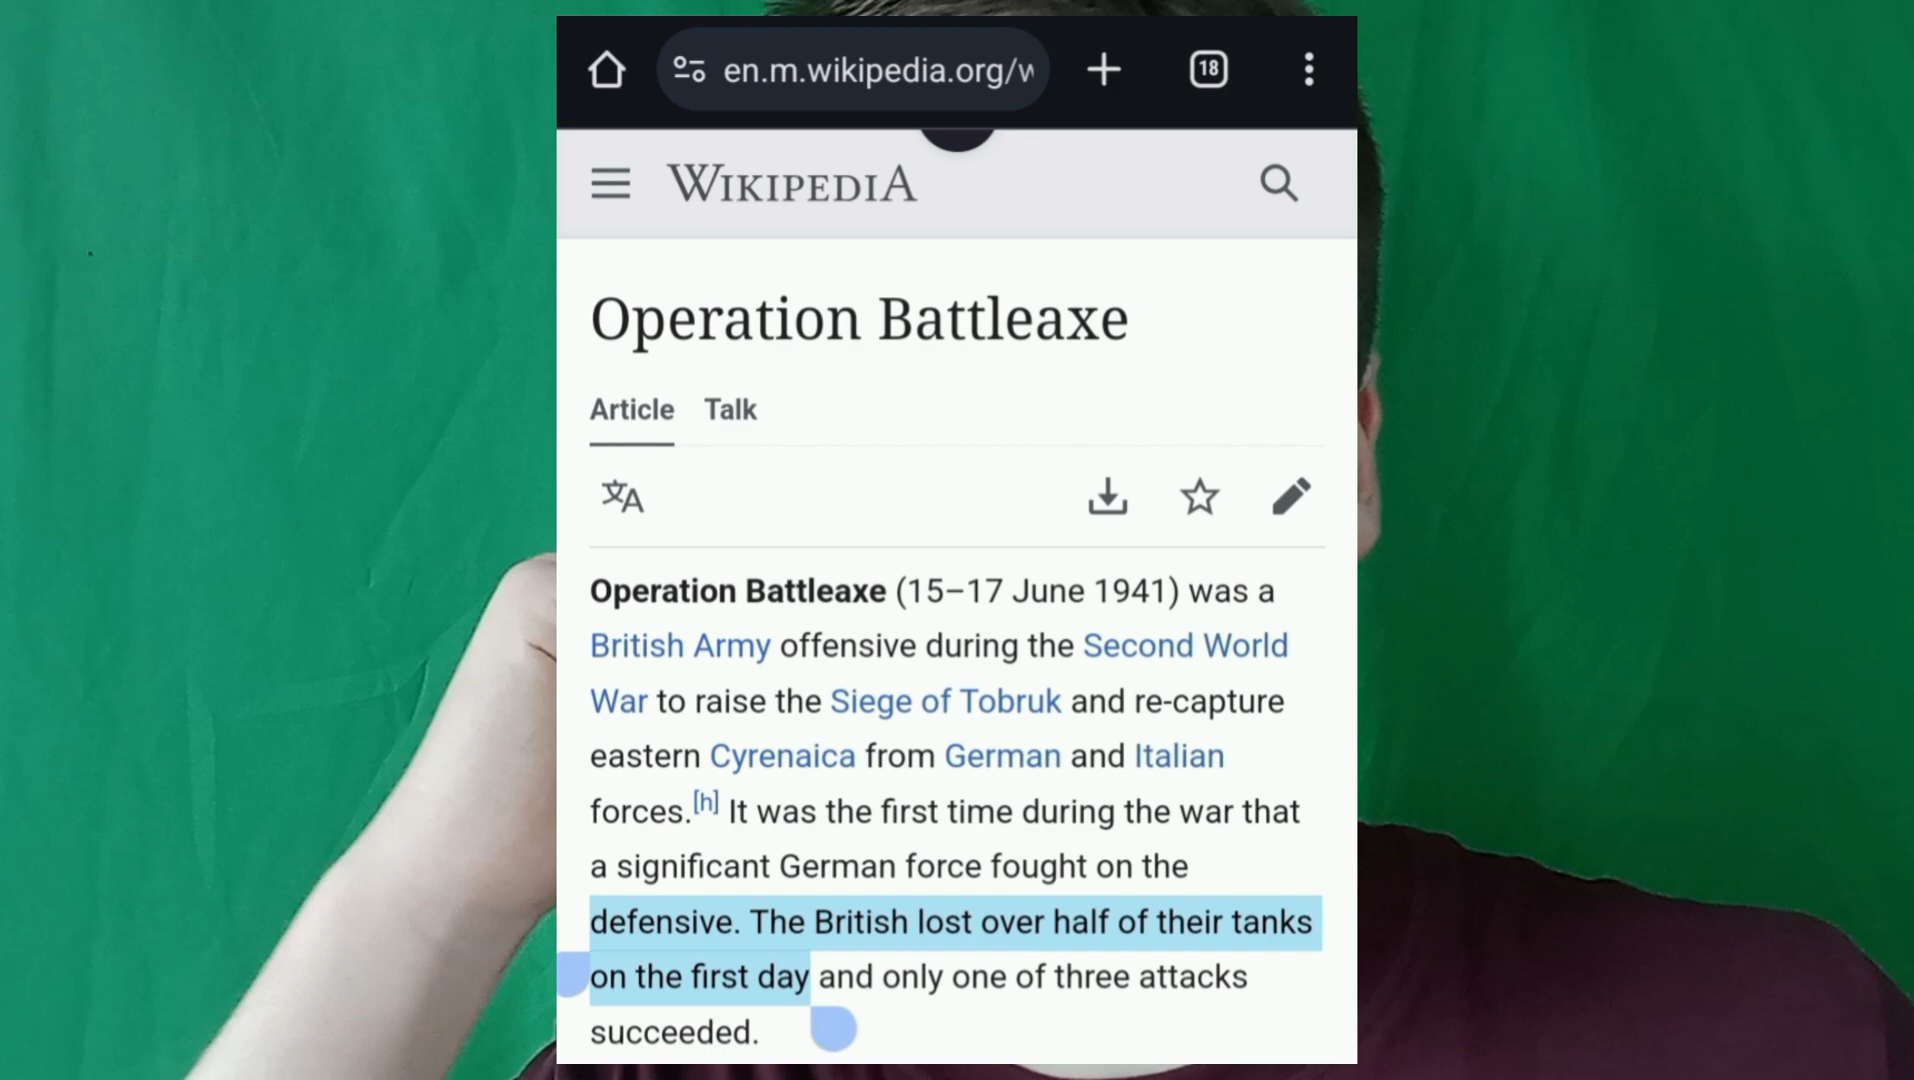 en.m.wikipedia.org/w
18
WIKIPEDIA
Operation Battleaxe
Article Talk
文A
Operation Battleaxe (15–17 June 1941) was a
British Army offensive during the Second World
War to raise the Siege of Tobruk and re-capture
eastern Cyrenaica from German and Italian
forces.[h] It was the first time during the war that
a significant German force fought on the
defensive. The British lost over half of their tanks
on the first day and only one of three attacks
succeeded.